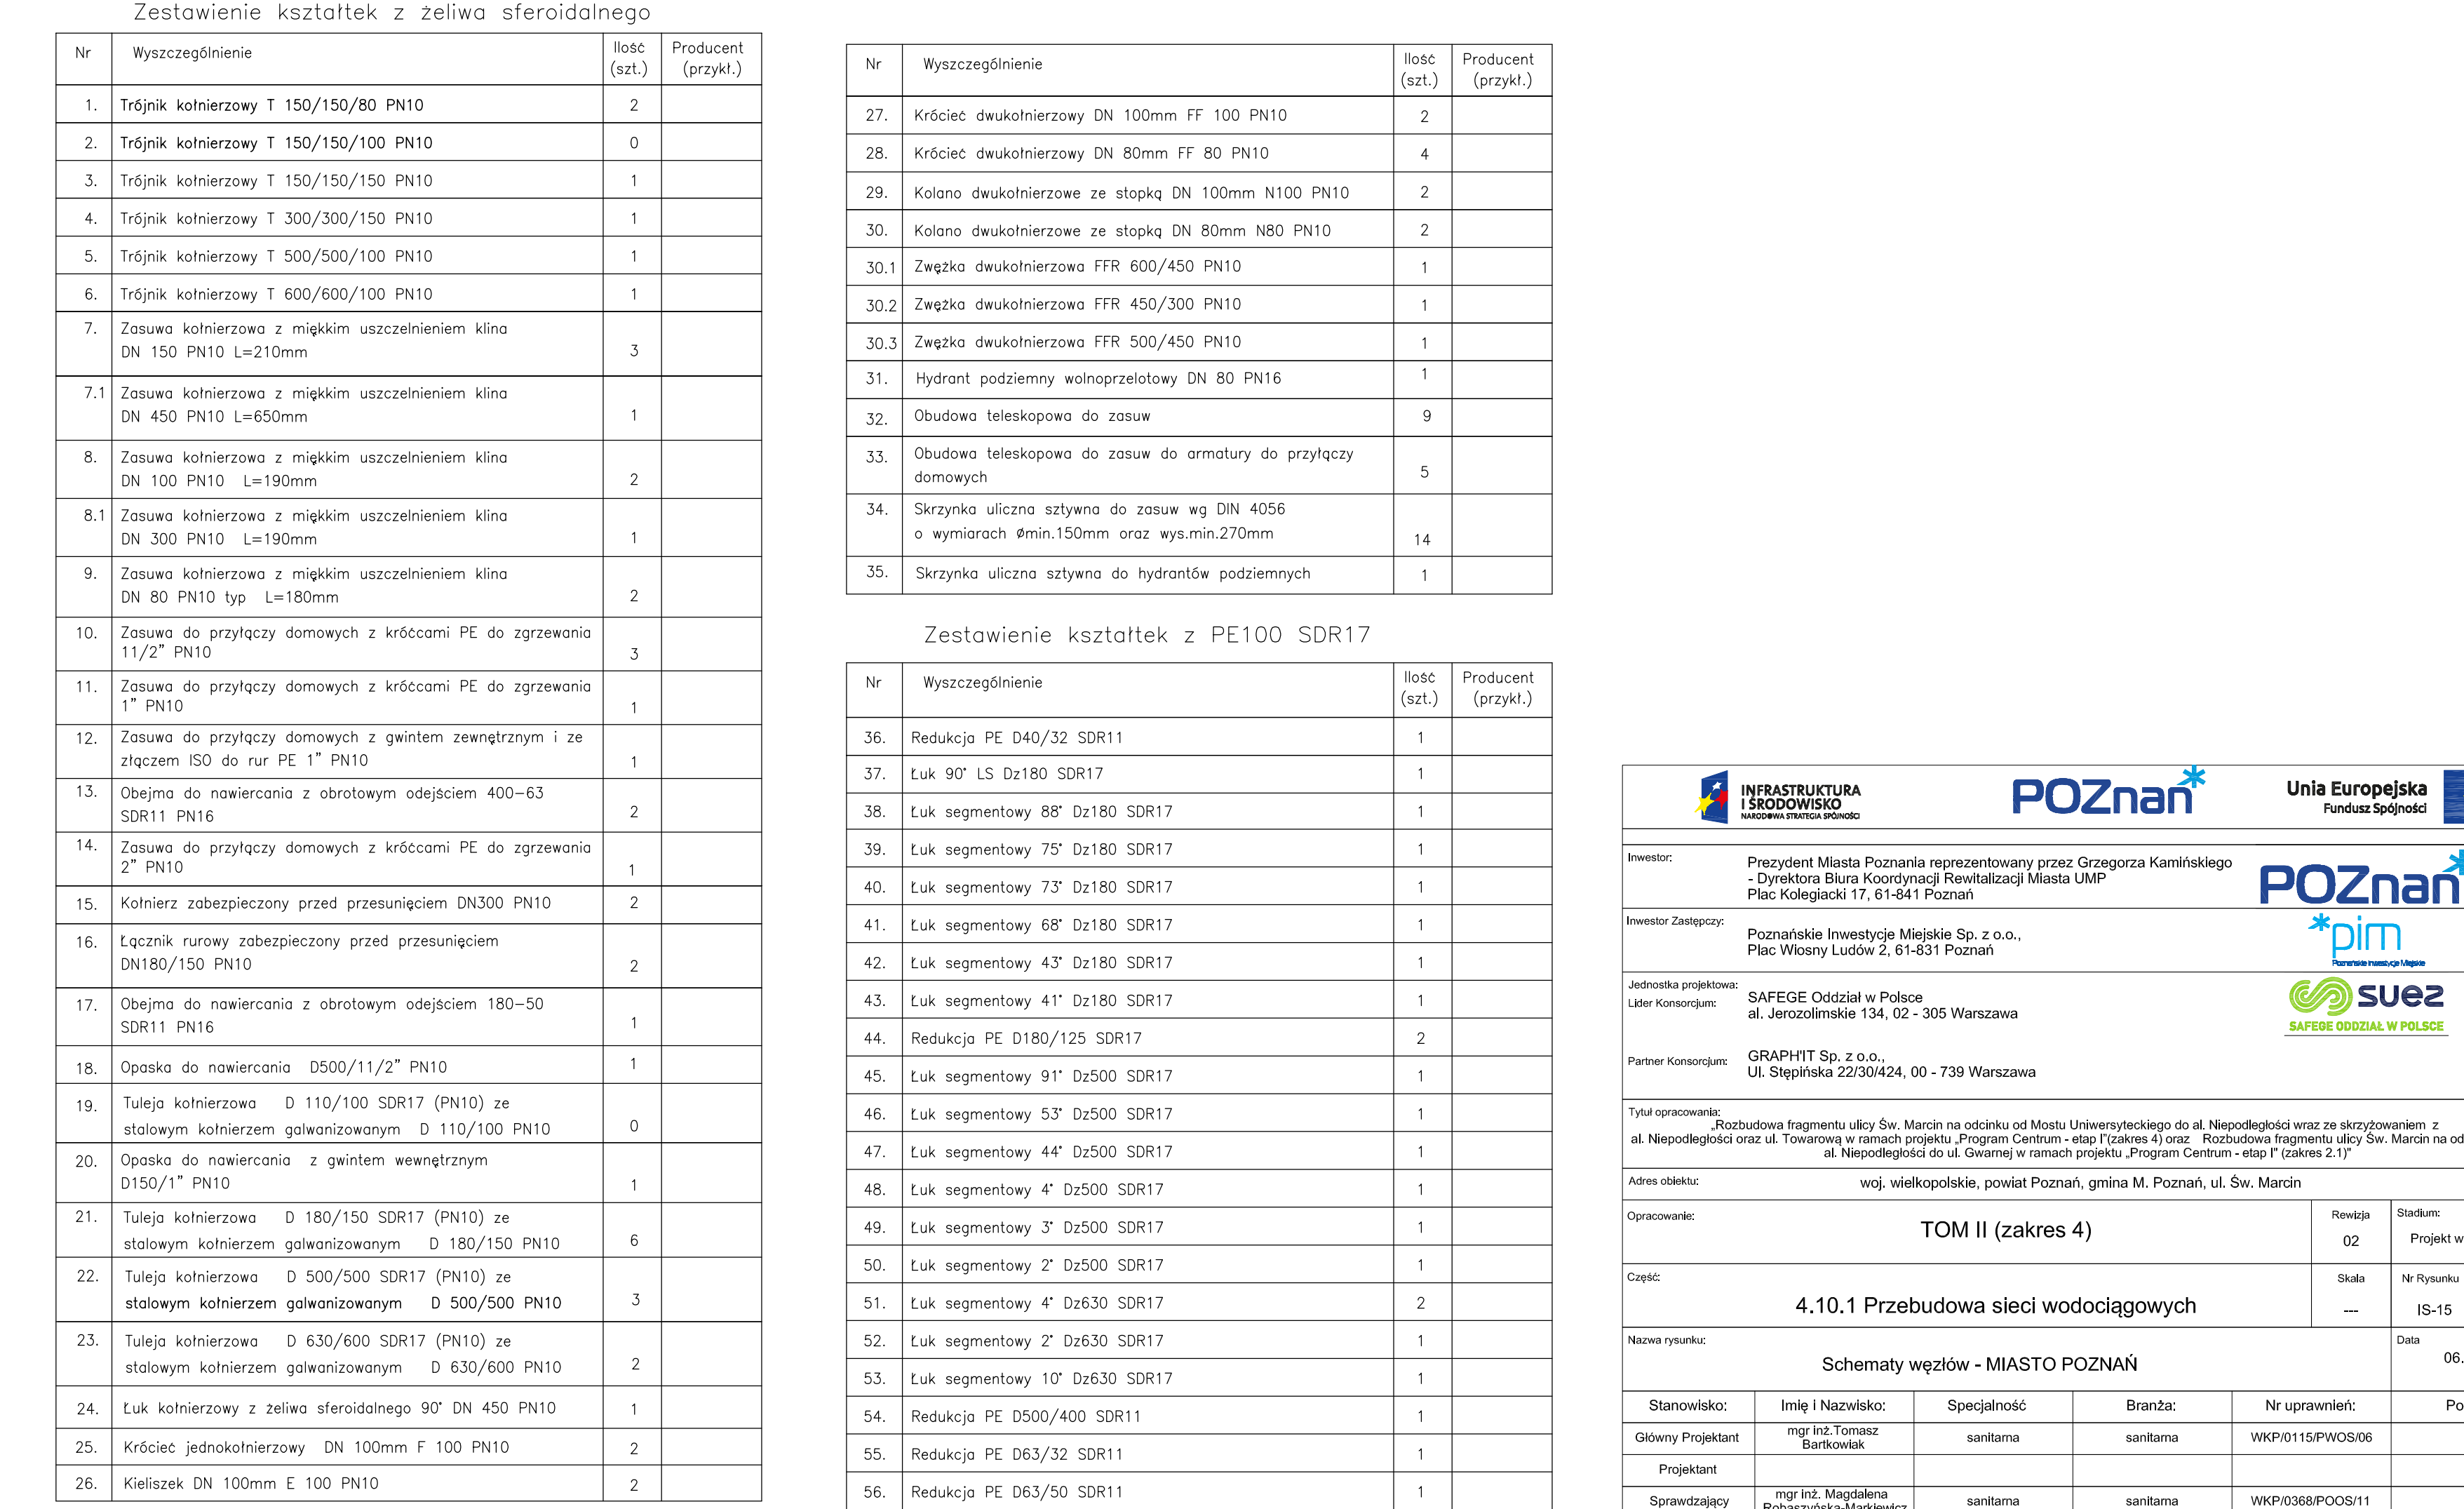 Zestawienie kształtek z żeliwa sferoidalnego
Nr Wyszczególnienie Ilość (szt.) Producent (przykł.)
1. Trójnik kołnierzowy T 150/150/80 PN10 2
2. Trójnik kołnierzowy T 150/150/100 PN10 0
3. Trójnik kołnierzowy T 150/150/150 PN10 1
4. Trójnik kołnierzowy T 300/300/150 PN10 1
5. Trójnik kołnierzowy T 500/500/100 PN10 1
6. Trójnik kołnierzowy T 600/600/100 PN10 1
7. Zasuwa kołnierzowa z miękkim uszczelnieniem klina
DN 150 PN10 L=210mm 3
7.1 Zasuwa kołnierzowa z miękkim uszczelnieniem klina
DN 450 PN10 L=650mm 1
8. Zasuwa kołnierzowa z miękkim uszczelnieniem klina
DN 100 PN10 L=190mm 2
8.1 Zasuwa kołnierzowa z miękkim uszczelnieniem klina
DN 300 PN10 L=190mm 1
9. Zasuwa kołnierzowa z miękkim uszczelnieniem klina
DN 80 PN10 typ L=180mm 2
10. Zasuwa do przyłączy domowych z króćcami PE do zgrzewania
11/2" PN10 3
11. Zasuwa do przyłączy domowych z króćcami PE do zgrzewania
1" PN10 1
12. Zasuwa do przyłączy domowych z gwintem zewnętrznym i ze
złączem ISO do rur PE 1" PN10 1
13. Obejma do nawiercania z obrotowym odejściem 400-63
SDR11 PN16 2
14. Zasuwa do przyłączy domowych z króćcami PE do zgrzewania
2" PN10 1
15. Kołnierz zabezpieczony przed przesunięciem DN300 PN10 2
16. Łącznik rurowy zabezpieczony przed przesunięciem
DN180/150 PN10 2
17. Obejma do nawiercania z obrotowym odejściem 180-50
SDR11 PN16 1
18. Opaska do nawiercania D500/11/2" PN10 1
19. Tuleja kołnierzowa D 110/100 SDR17 (PN10) ze
stalowym kołnierzem galwanizowanym D 110/100 PN10 0
20. Opaska do nawiercania z gwintem wewnętrznym
D150/1" PN10 1
21. Tuleja kołnierzowa D 180/150 SDR17 (PN10) ze
stalowym kołnierzem galwanizowanym D 180/150 PN10 6
22. Tuleja kołnierzowa D 500/500 SDR17 (PN10) ze
stalowym kołnierzem galwanizowanym D 500/500 PN10 3
23. Tuleja kołnierzowa D 630/600 SDR17 (PN10) ze
stalowym kołnierzem galwanizowanym D 630/600 PN10 2
24. Łuk kołnierzowy z żeliwa sferoidalnego 90° DN 450 PN10 1
25. Króćieć jednokołnierzowy DN 100mm F 100 PN10 2
26. Kieliszek DN 100mm E 100 PN10 2
Nr Wyszczególnienie Ilość (szt.) Producent (przykł.)
27. Króćieć dwukołnierzowy DN 100mm FF 100 PN10 2
28. Króćieć dwukołnierzowy DN 80mm FF 80 PN10 4
29. Kolano dwukołnierzowe ze stopką DN 100mm N100 PN10 2
30. Kolano dwukołnierzowe ze stopką DN 80mm N80 PN10 2
30.1 Zwężka dwukołnierzowa FFR 600/450 PN10 1
30.2 Zwężka dwukołnierzowa FFR 450/300 PN10 1
30.3 Zwężka dwukołnierzowa FFR 500/450 PN10 1
31. Hydrant podziemny wolnoprzelotowy DN 80 PN16 1
32. Obudowa teleskopowa do zasuw 9
33. Obudowa teleskopowa do zasuw do armatury do przyłączy
domowych 5
34. Skrzynka uliczna sztywna do zasuw wg DIN 4056
o wymiarach Ømin.150mm oraz wys.min.270mm 14
35. Skrzynka uliczna sztywna do hydrantów podziemnych 1
Zestawienie kształtek z PE100 SDR17
Nr Wyszczególnienie Ilość (szt.) Producent (przykł.)
36. Redukcja PE D40/32 SDR11 1
37. Łuk 90° LS Dz180 SDR17 1
38. Łuk segmentowy 88° Dz180 SDR17 1
39. Łuk segmentowy 75° Dz180 SDR17 1
40. Łuk segmentowy 73° Dz180 SDR17 1
41. Łuk segmentowy 68° Dz180 SDR17 1
42. Łuk segmentowy 43° Dz180 SDR17 1
43. Łuk segmentowy 41° Dz180 SDR17 1
44. Redukcja PE D180/125 SDR17 2
45. Łuk segmentowy 91° Dz500 SDR17 1
46. Łuk segmentowy 53° Dz500 SDR17 1
47. Łuk segmentowy 44° Dz500 SDR17 1
48. Łuk segmentowy 4° Dz500 SDR17 1
49. Łuk segmentowy 3° Dz500 SDR17 1
50. Łuk segmentowy 2° Dz500 SDR17 1
51. Łuk segmentowy 4° Dz630 SDR17 2
52. Łuk segmentowy 2° Dz630 SDR17 1
53. Łuk segmentowy 10° Dz630 SDR17 1
54. Redukcja PE D500/400 SDR11 1
55. Redukcja PE D63/32 SDR11 1
56. Redukcja PE D63/50 SDR11 1
INFRASTRUKTURA
I ŚRODOWISKO
NARODOWA STRATEGIA SPÓJNOŚCI
POZnań*
Unia Europejska
Fundusz Spójności
Inwestor: Prezydent Miasta Poznania reprezentowany przez Grzegorza Kamińskiego
- Dyrektora Biura Koordynacji Rewitalizacji Miasta UMP
Plac Kolegiacki 17, 61-841 Poznań
POZnań*
Inwestor Zastępczy:
Poznańskie Inwestycje Miejskie Sp. z o.o.,
Plac Wiosny Ludów 2, 61-831 Poznań
*pim
Poznańskie Inwestycje Miejskie
Jednostka projektowa:
Lider Konsorcjum: SAFEGE Oddział w Polsce
al. Jerozolimskie 134, 02 - 305 Warszawa
suez
SAFEGE ODDZIAŁ W POLSCE
Partner Konsorcjum: GRAPH'IT Sp. z o.o.,
Ul. Stępińska 22/30/424, 00 - 739 Warszawa
Tytuł opracowania:
„Rozbudowa fragmentu ulicy Św. Marcin na odcinku od Mostu Uniwersyteckiego do al. Niepodległości wraz ze skrzyżowaniem z
al. Niepodległości oraz ul. Towarową w ramach projektu „Program Centrum - etap I"(zakres 4) oraz Rozbudowa fragmentu ulicy Św. Marcin na od
al. Niepodległości do ul. Gwarnej w ramach projektu „Program Centrum - etap I" (zakres 2.1)"
Adres obiektu: woj. wielkopolskie, powiat Poznań, gmina M. Poznań, ul. Św. Marcin
Opracowanie: TOM II (zakres 4) Rewizja 02 Stadium: Projekt w
Część: 4.10.1 Przebudowa sieci wodociągowych Skala --- Nr Rysunku IS-15
Nazwa rysunku: Schematy węzłów - MIASTO POZNAŃ Data 06.
Stanowisko: Imię i Nazwisko: Specjalność Branża: Nr uprawnień: Po
Główny Projektant mgr inż.Tomasz Bartkowiak sanitarna sanitarna WKP/0115/PWOS/06
Projektant
Sprawdzający mgr inż. Magdalena Robaszyńska-Markiewicz sanitarna sanitarna WKP/0368/POOS/11